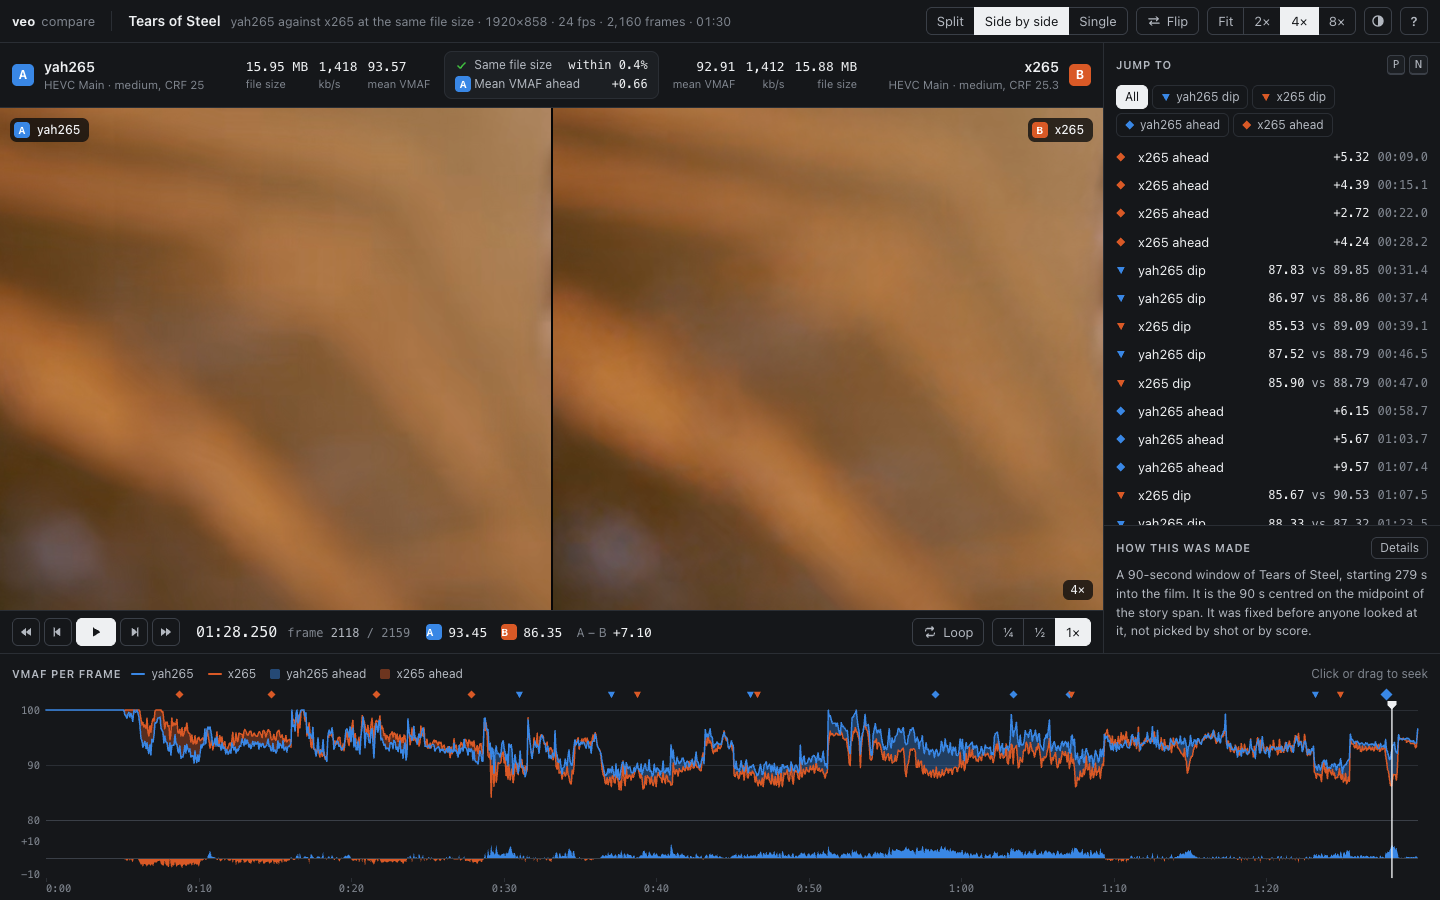 veo compare
Tears of Steel yah265 against x265 at the same file size · 1920×858 · 24 fps · 2,160 frames · 01:30
Split Side by side Single Flip Fit 2× 4× 8× ?
A yah265
HEVC Main · medium, CRF 25
15.95 MB 1,418 93.57
file size kb/s mean VMAF
Same file size within 0.4%
A Mean VMAF ahead +0.66
92.91 1,412 15.88 MB
mean VMAF kb/s file size
x265 B
HEVC Main · medium, CRF 25.3
A yah265
B x265
4×
JUMP TO P N
All yah265 dip x265 dip
yah265 ahead x265 ahead
x265 ahead +5.32 00:09.0
x265 ahead +4.39 00:15.1
x265 ahead +2.72 00:22.0
x265 ahead +4.24 00:28.2
yah265 dip 87.83 vs 89.85 00:31.4
yah265 dip 86.97 vs 88.86 00:37.4
x265 dip 85.53 vs 89.09 00:39.1
yah265 dip 87.52 vs 88.79 00:46.5
x265 dip 85.90 vs 88.79 00:47.0
yah265 ahead +6.15 00:58.7
yah265 ahead +5.67 01:03.7
yah265 ahead +9.57 01:07.4
x265 dip 85.67 vs 90.53 01:07.5
yah265 dip 88.33 vs 87.32 01:23.5
HOW THIS WAS MADE Details
A 90-second window of Tears of Steel, starting 279 s
into the film. It is the 90 s centred on the midpoint of
the story span. It was fixed before anyone looked at
it, not picked by shot or by score.
01:28.250 frame 2118 / 2159 A 93.45 B 86.35 A − B +7.10
Loop ¼ ½ 1×
VMAF PER FRAME yah265 x265 yah265 ahead x265 ahead Click or drag to seek
100
90
80
+10
−10
0:00 0:10 0:20 0:30 0:40 0:50 1:00 1:10 1:20